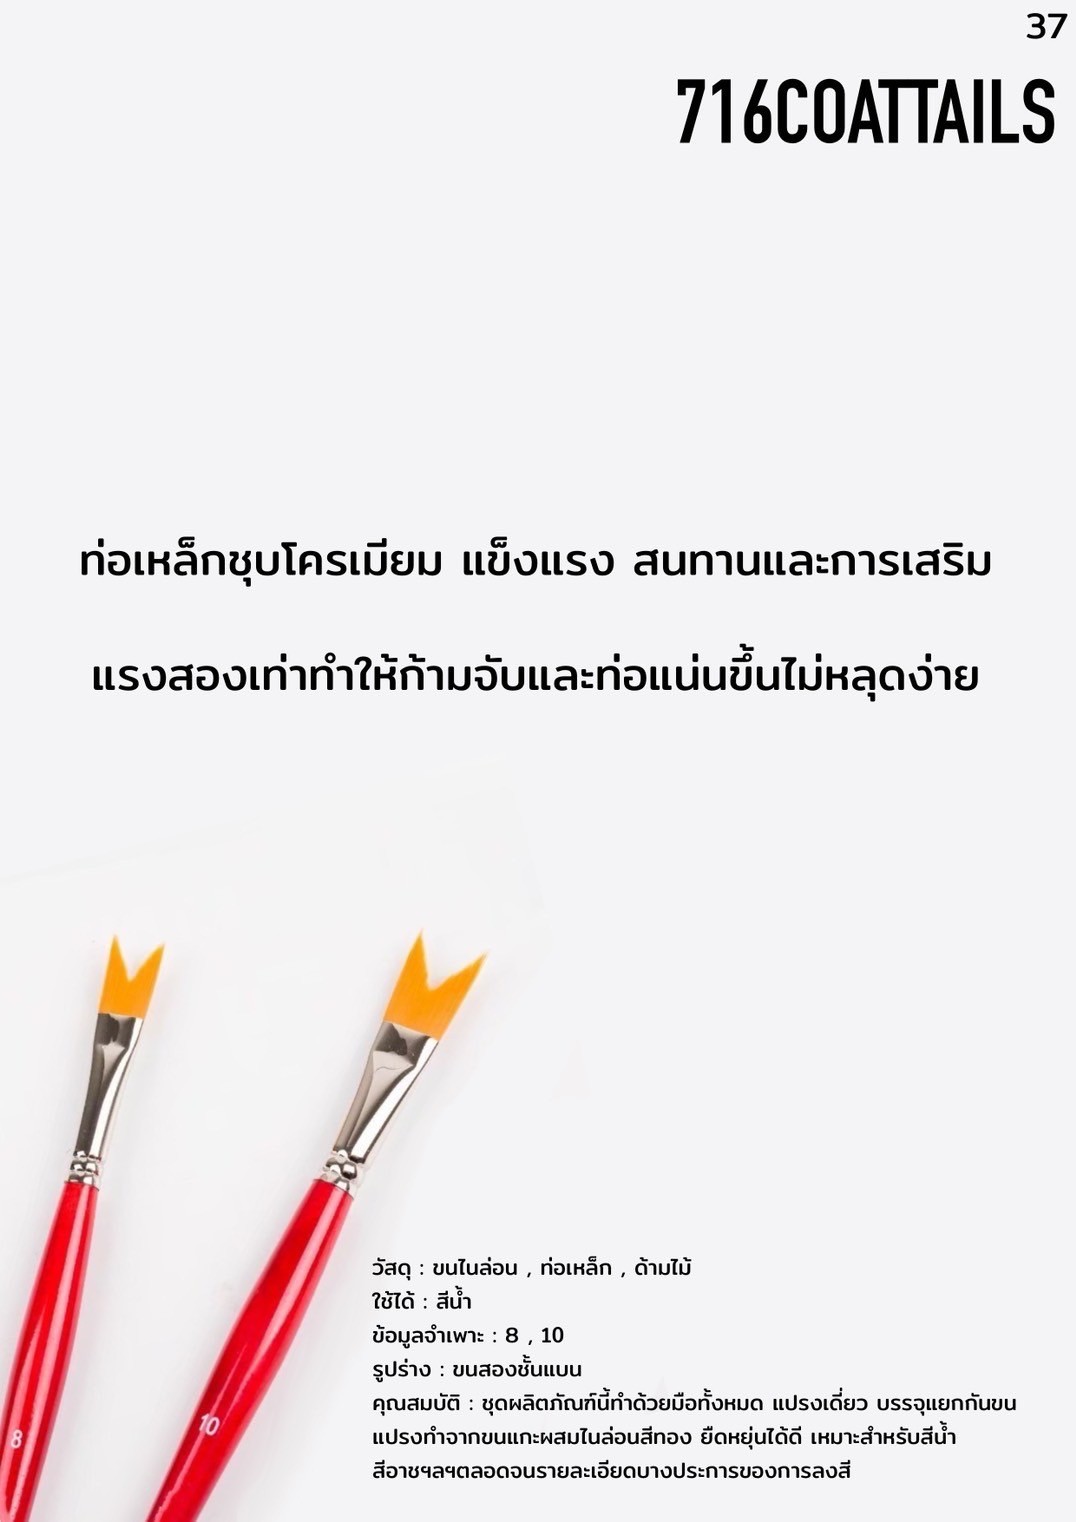 37
716COATTAILS
ท่อเหล็กชุบโครเมียม แข็งแรง สนทานและการเสริม
แรงสองเท่าทำให้ก้ามจับและท่อแน่นขึ้นไม่หลุดง่าย
วัสดุ : ขนไนล่อน , ท่อเหล็ก , ด้ามไม้
ใช้ได้ : สีน้ำ
ข้อมูลจำเพาะ : 8 , 10
รูปร่าง : ขนสองชั้นแบน
คุณสมบัติ : ชุดผลิตภัณฑ์นี้ทำด้วยมือทั้งหมด แปรงเดี่ยว บรรจุแยกกันขน
แปรงทำจากขนแกะผสมไนล่อนสีทอง ยืดหยุ่นได้ดี เหมาะสำหรับสีน้ำ
สีอาชฯลฯตลอดจนรายละเอียดบางประการของการลงสี
8
10